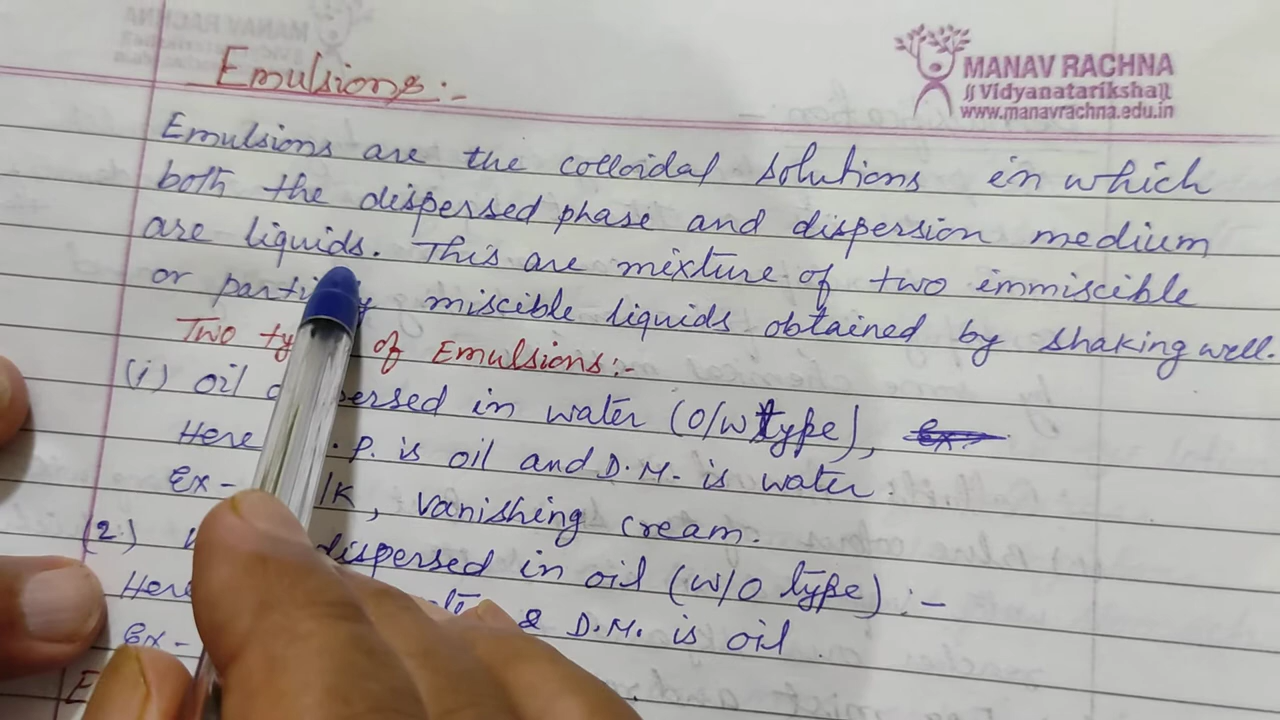 Emulsions:-
MANAV RACHNA
Vidyanatariksha
www.manavrachna.edu.in
Emulsions are the colloidal solutions in which
both the dispersed phase and dispersion medium
are liquids. This are mixture of two immiscible
or miscible liquids obtained by shaking well.
Two of Emulsions:-
(i) oil in water (O/W type),
Here P. is oil and D.M. is water.
Ex- vanishing cream.
(2.) dispersed in oil (W/O type) :-
Here & D.M. is oil.
Ex-